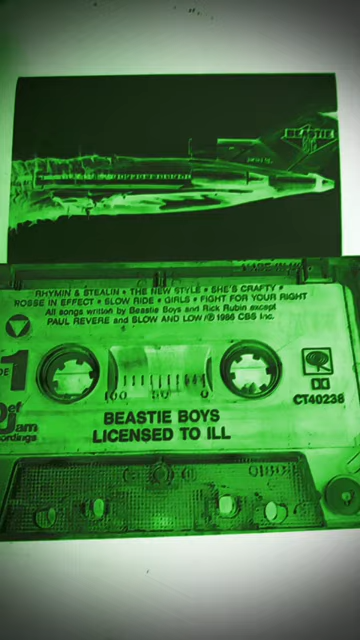 BEASTIE
RHYMIN & STEALIN • THE NEW STYLE • SHE'S CRAFTY •
POSSE IN EFFECT • SLOW RIDE • GIRLS • FIGHT FOR YOUR RIGHT
All songs written by Beastie Boys and Rick Rubin except
PAUL REVERE and SLOW AND LOW ℗ 1986 CBS Inc.
1
Def
Jam
100 50 0
CT40238
BEASTIE BOYS
LICENSED TO ILL